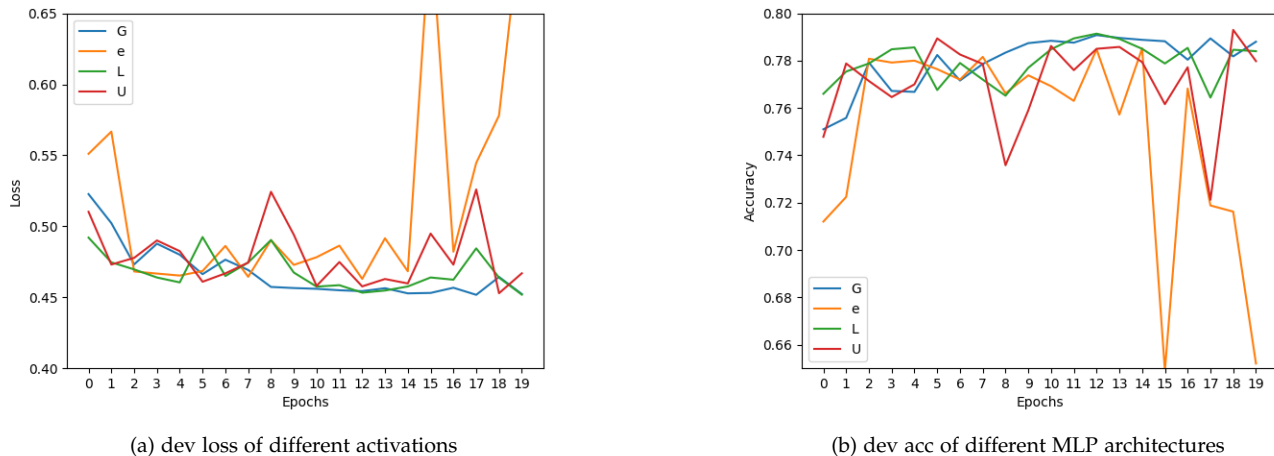 0.65
0.60
0.55
0.50
0.45
0.40
Loss
G
e
L
U
0 1 2 3 4 5 6 7 8 9 10 11 12 13 14 15 16 17 18 19
Epochs
(a) dev loss of different activations
0.80
0.78
0.76
0.74
0.72
0.70
0.68
0.66
Accuracy
G
e
L
U
0 1 2 3 4 5 6 7 8 9 10 11 12 13 14 15 16 17 18 19
Epochs
(b) dev acc of different MLP architectures